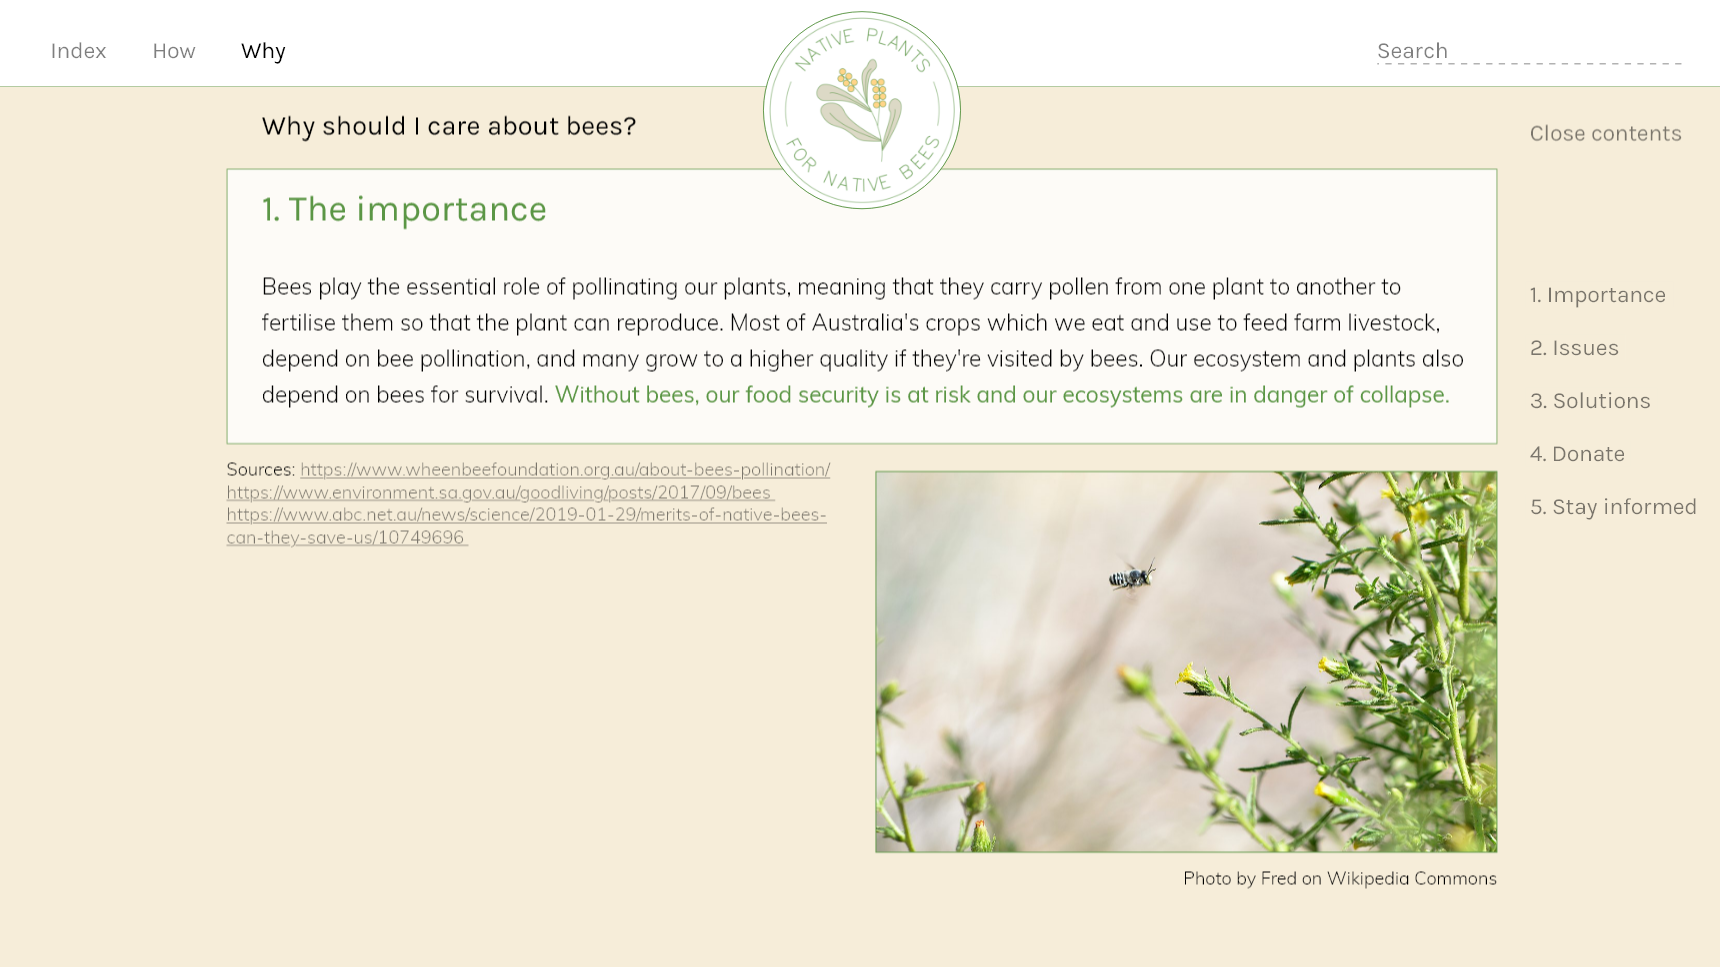 Index
How
Why
NATIVE PLANTS
FOR NATIVE BEES
Search
Why should I care about bees?
Close contents
1. The importance
Bees play the essential role of pollinating our plants, meaning that they carry pollen from one plant to another to
fertilise them so that the plant can reproduce. Most of Australia's crops which we eat and use to feed farm livestock,
depend on bee pollination, and many grow to a higher quality if they're visited by bees. Our ecosystem and plants also
depend on bees for survival. Without bees, our food security is at risk and our ecosystems are in danger of collapse.
1. Importance
2. Issues
3. Solutions
4. Donate
5. Stay informed
Sources: https://www.wheenbeefoundation.org.au/about-bees-pollination/
https://www.environment.sa.gov.au/goodliving/posts/2017/09/bees
https://www.abc.net.au/news/science/2019-01-29/merits-of-native-bees-
can-they-save-us/10749696
Photo by Fred on Wikipedia Commons